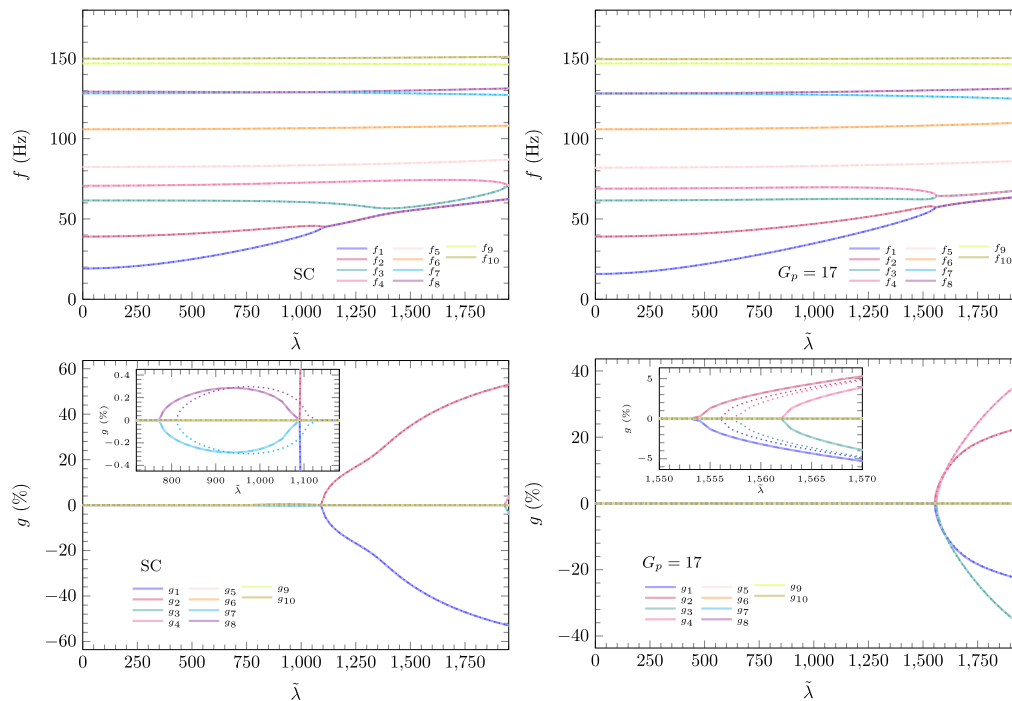 150
100
50
0
f (Hz)
0 250 500 750 1,000 1,250 1,500 1,750
λ̃
SC
f1 f5 f9
f2 f6 f10
f3 f7
f4 f8
150
100
50
0
f (Hz)
0 250 500 750 1,000 1,250 1,500 1,750
λ̃
Gp = 17
f1 f5 f9
f2 f6 f10
f3 f7
f4 f8
60
40
20
0
−20
−40
−60
g (%)
0 250 500 750 1,000 1,250 1,500 1,750
λ̃
0.4
0.2
0
−0.2
−0.4
g (%)
800 900 1,000 1,100
λ̃
SC
g1 g5 g9
g2 g6 g10
g3 g7
g4 g8
40
20
0
−20
−40
g (%)
0 250 500 750 1,000 1,250 1,500 1,750
λ̃
5
0
−5
g (%)
1,550 1,555 1,560 1,565 1,570
λ̃
Gp = 17
g1 g5 g9
g2 g6 g10
g3 g7
g4 g8